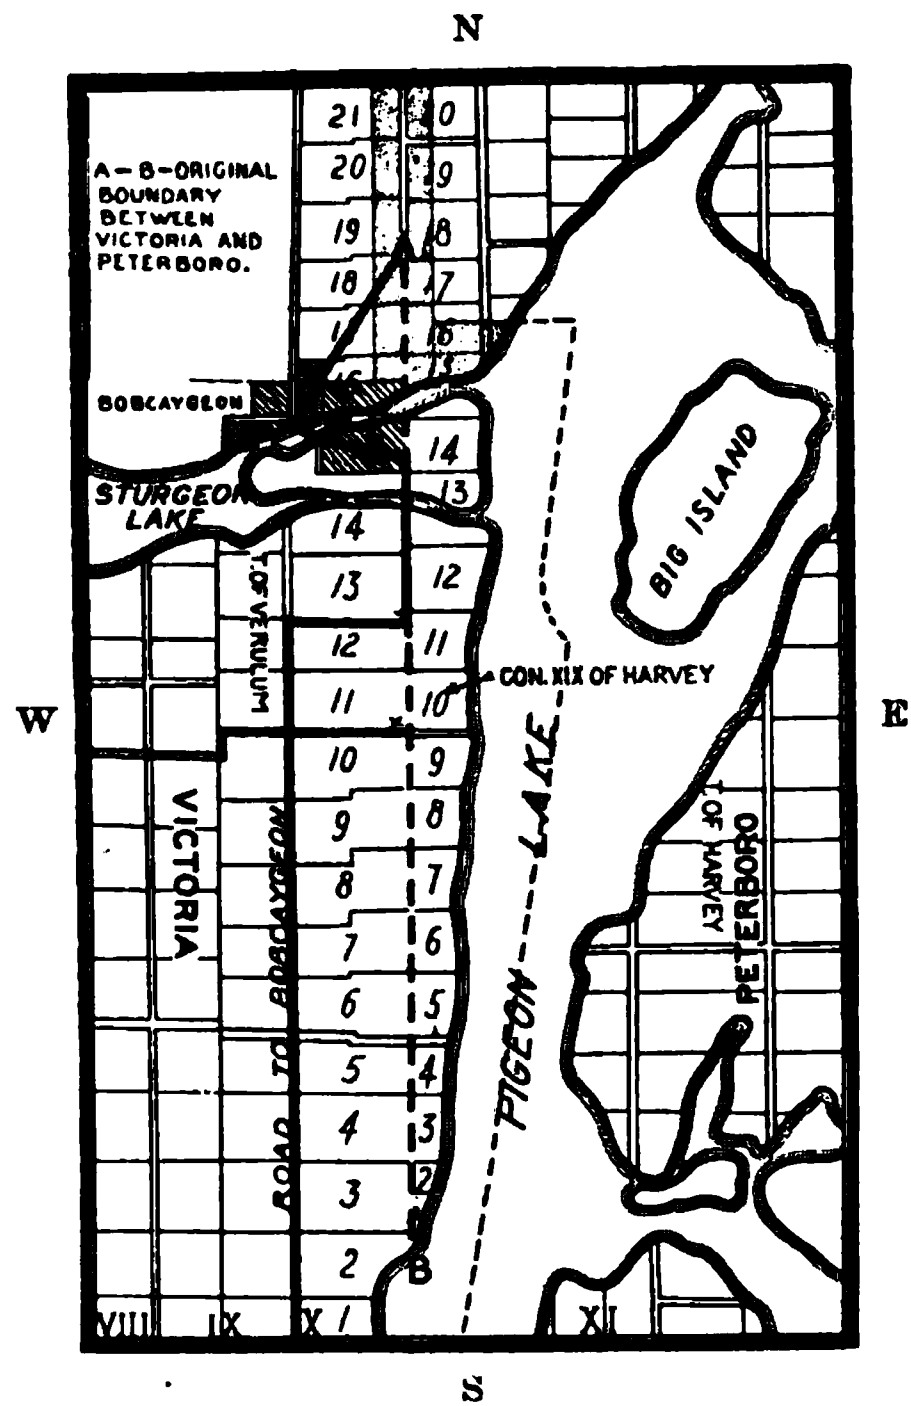 N
21 0
20 9
A-B-ORIGINAL
BOUNDARY
BETWEEN
VICTORIA AND
PETERBORO.
19 18
A
18 17
16
BOBCAYGEON
14
STURGEON
LAKE
13
14
BIG ISLAND
T. OF VERULUM
13 12
12 11
CON. XIX OF HARVEY
11 10
W
E
10 9
9 8
8 7
7 6
6 5
5 4
4 3
3 2
2 B
1
VICTORIA
ROAD TO BOBCAYGEON
PIGEON LAKE
T. OF HARVEY
PETERBORO
VIII IX X XI
S